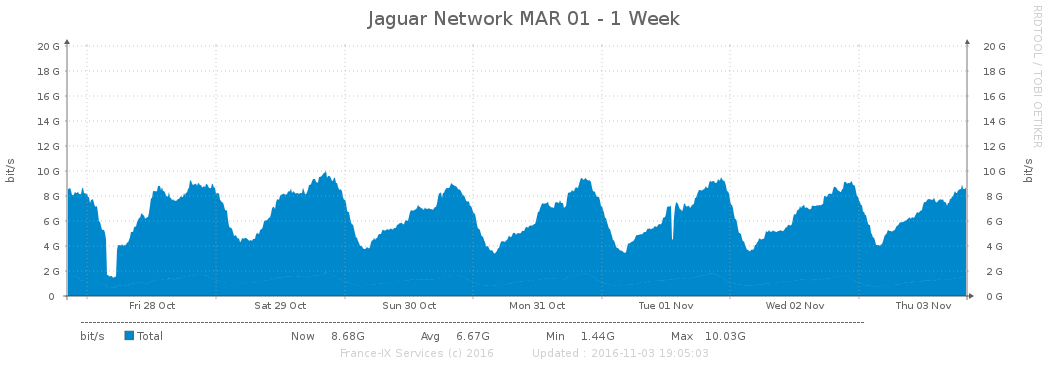 Jaguar Network MAR 01 - 1 Week
RRDTOOL / TOBI OETIKER
bit/s
bit/s
20 G 20 G
18 G 18 G
16 G 16 G
14 G 14 G
12 G 12 G
10 G 10 G
8 G 8 G
6 G 6 G
4 G 4 G
2 G 2 G
0 0 G
Fri 28 Oct Sat 29 Oct Sun 30 Oct Mon 31 Oct Tue 01 Nov Wed 02 Nov Thu 03 Nov
bit/s Total Now 8.68G Avg 6.67G Min 1.44G Max 10.03G
France-IX Services (c) 2016 Updated : 2016-11-03 19:05:03